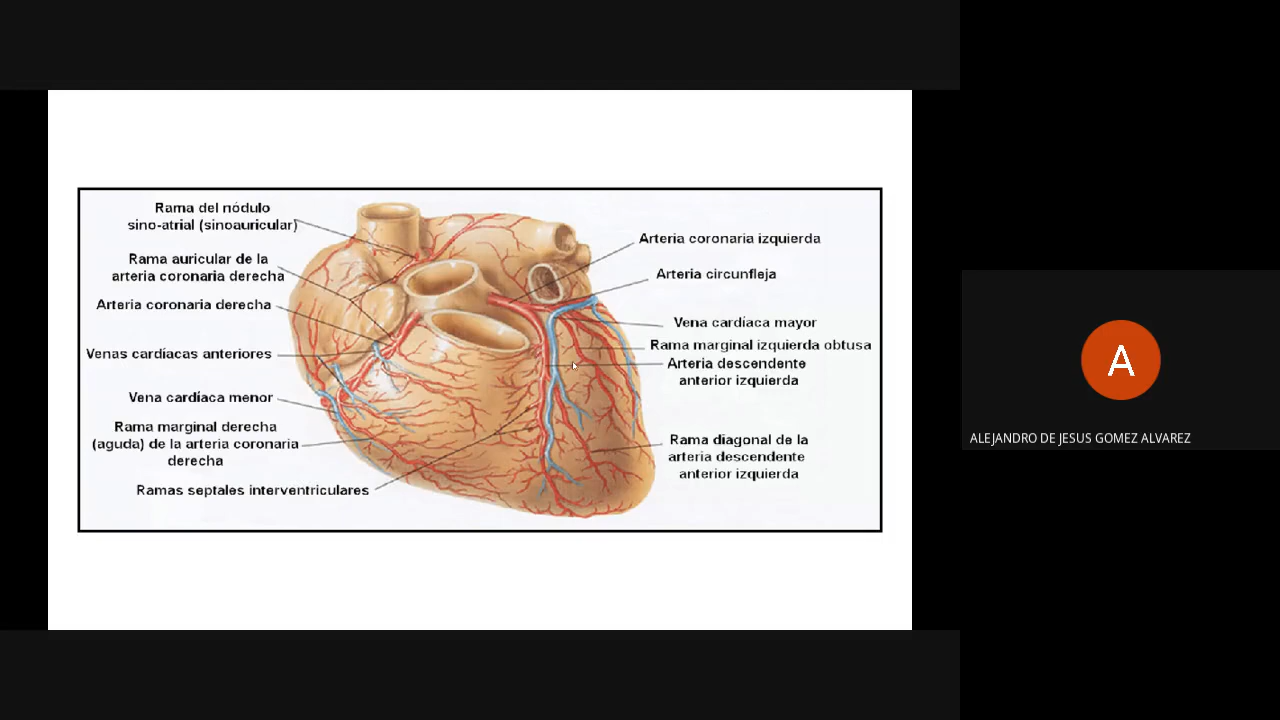 Rama del nódulo
sino-atrial (sinoauricular)
Rama auricular de la
arteria coronaria derecha
Arteria coronaria derecha
Venas cardíacas anteriores
Vena cardíaca menor
Rama marginal derecha
(aguda) de la arteria coronaria
derecha
Ramas septales interventriculares
Arteria coronaria izquierda
Arteria circunfleja
Vena cardíaca mayor
Rama marginal izquierda obtusa
Arteria descendente
anterior izquierda
Rama diagonal de la
arteria descendente
anterior izquierda
A
ALEJANDRO DE JESUS GOMEZ ALVAREZ